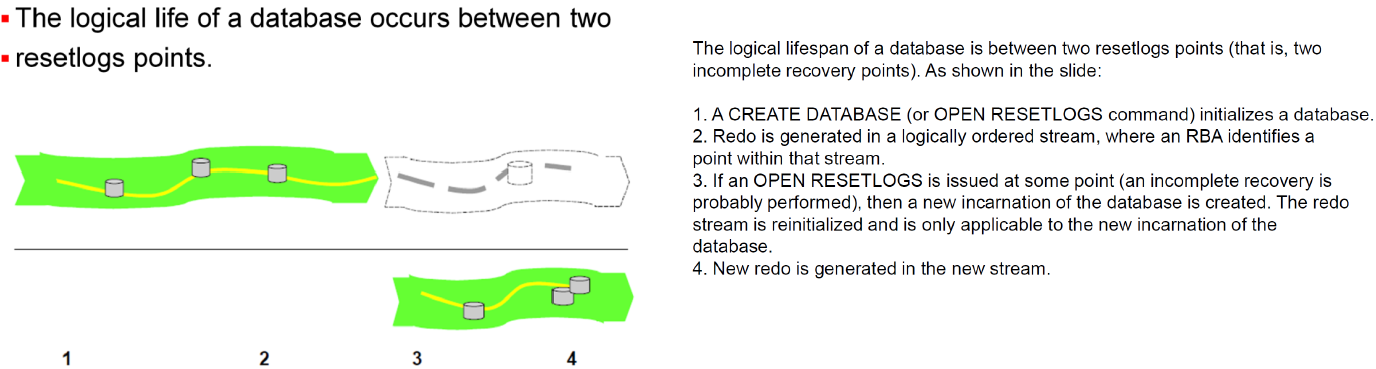 ▪ The logical life of a database occurs between two
▪ resetlogs points.
The logical lifespan of a database is between two resetlogs points (that is, two
incomplete recovery points). As shown in the slide:
1. A CREATE DATABASE (or OPEN RESETLOGS command) initializes a database.
2. Redo is generated in a logically ordered stream, where an RBA identifies a
point within that stream.
3. If an OPEN RESETLOGS is issued at some point (an incomplete recovery is
probably performed), then a new incarnation of the database is created. The redo
stream is reinitialized and is only applicable to the new incarnation of the
database.
4. New redo is generated in the new stream.
1 2 3 4